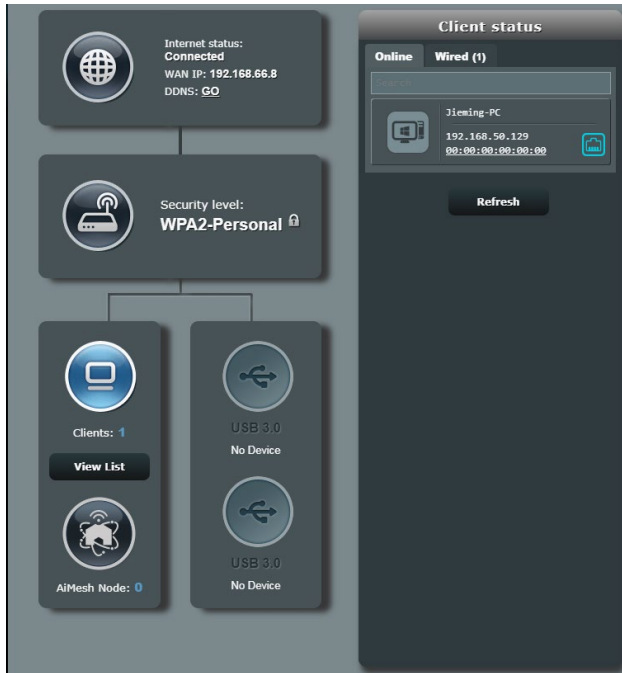 Internet status:
Connected
WAN IP: 192.168.66.8
DDNS: GO
Security level:
WPA2-Personal
Clients: 1
View List
AiMesh Node: 0
USB 3.0
No Device
USB 3.0
No Device
Client status
Online Wired (1)
Search
Jieming-PC
192.168.50.129
00:00:00:00:00:00
Refresh